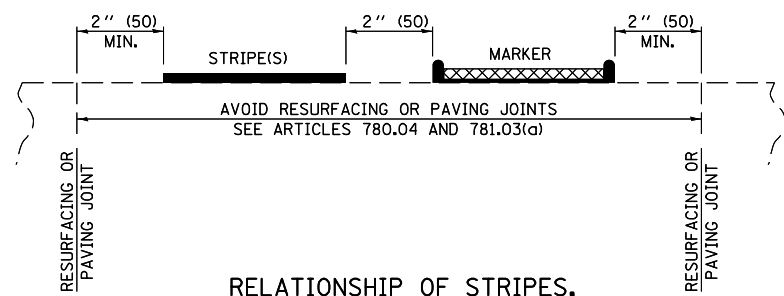 2" (50)
MIN.
2" (50)
2" (50)
MIN.
STRIPE(S)
MARKER
AVOID RESURFACING OR PAVING JOINTS
SEE ARTICLES 780.04 AND 781.03(a)
RESURFACING OR
PAVING JOINT
RESURFACING OR
PAVING JOINT
RELATIONSHIP OF STRIPES,